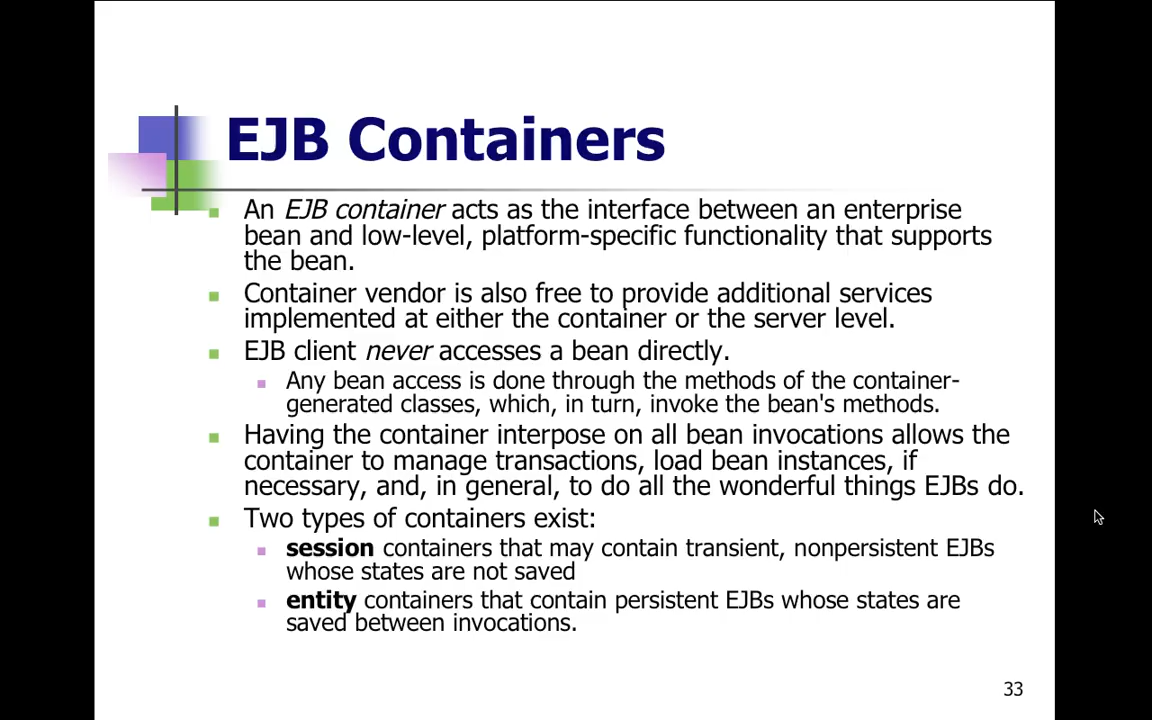 EJB Containers
An EJB container acts as the interface between an enterprise
bean and low-level, platform-specific functionality that supports
the bean.
Container vendor is also free to provide additional services
implemented at either the container or the server level.
EJB client never accesses a bean directly.
Any bean access is done through the methods of the container-
generated classes, which, in turn, invoke the bean's methods.
Having the container interpose on all bean invocations allows the
container to manage transactions, load bean instances, if
necessary, and, in general, to do all the wonderful things EJBs do.
Two types of containers exist:
session containers that may contain transient, nonpersistent EJBs
whose states are not saved
entity containers that contain persistent EJBs whose states are
saved between invocations.
33